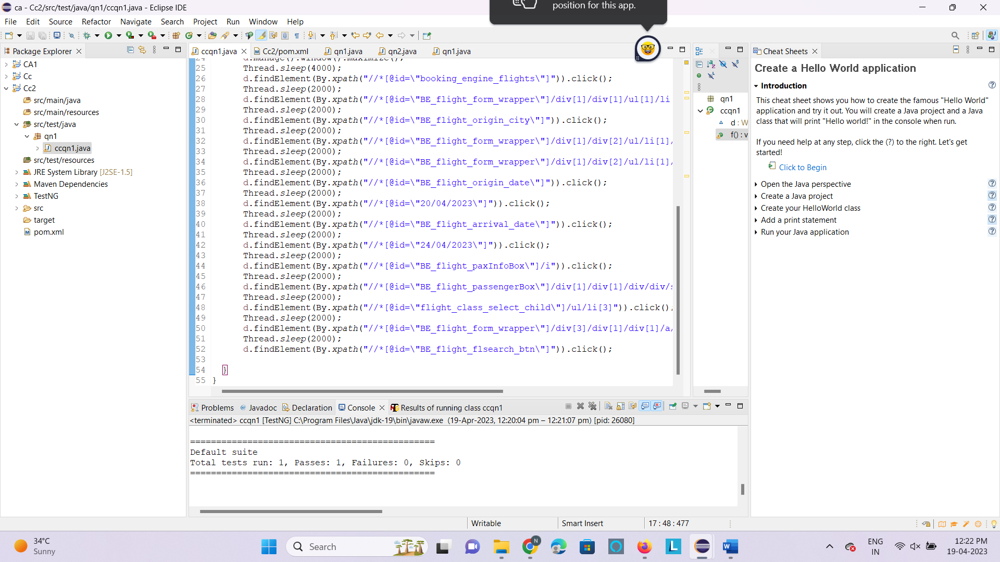 ca - Cc2/src/test/java/qn1/ccqn1.java - Eclipse IDE
position for this app.
File Edit Source Refactor Navigate Search Project Run Window Help
Package Explorer
CA1
Cc
Cc2
src/main/java
src/main/resources
src/test/java
qn1
ccqn1.java
src/test/resources
JRE System Library [J2SE-1.5]
Maven Dependencies
TestNG
src
target
pom.xml
ccqn1.java Cc2/pom.xml qn1.java qn2.java qn1.java
24 d.manage().window().maximize();
25 Thread.sleep(4000);
26 d.findElement(By.xpath("//*[@id=\"booking_engine_flights\"]")).click();
27 Thread.sleep(2000);
28 d.findElement(By.xpath("//*[@id=\"BE_flight_form_wrapper\"]/div[1]/div[1]/ul[1]/li
29 Thread.sleep(2000);
30 d.findElement(By.xpath("//*[@id=\"BE_flight_origin_city\"]")).click();
31 Thread.sleep(2000);
32 d.findElement(By.xpath("//*[@id=\"BE_flight_form_wrapper\"]/div[1]/div[2]/ul/li[1]/
33 Thread.sleep(2000);
34 d.findElement(By.xpath("//*[@id=\"BE_flight_form_wrapper\"]/div[1]/div[2]/ul/li[1]/
35 Thread.sleep(2000);
36 d.findElement(By.xpath("//*[@id=\"BE_flight_origin_date\"]")).click();
37 Thread.sleep(2000);
38 d.findElement(By.xpath("//*[@id=\"20/04/2023\"]")).click();
39 Thread.sleep(2000);
40 d.findElement(By.xpath("//*[@id=\"BE_flight_arrival_date\"]")).click();
41 Thread.sleep(2000);
42 d.findElement(By.xpath("//*[@id=\"24/04/2023\"]")).click();
43 Thread.sleep(2000);
44 d.findElement(By.xpath("//*[@id=\"BE_flight_paxInfoBox\"]/i")).click();
45 Thread.sleep(2000);
46 d.findElement(By.xpath("//*[@id=\"BE_flight_passengerBox\"]/div[1]/div[1]/div/div/s
47 Thread.sleep(2000);
48 d.findElement(By.xpath("//*[@id=\"flight_class_select_child\"]/ul/li[3]")).click();
49 Thread.sleep(2000);
50 d.findElement(By.xpath("//*[@id=\"BE_flight_form_wrapper\"]/div[3]/div[1]/div[1]/a/
51 Thread.sleep(2000);
52 d.findElement(By.xpath("//*[@id=\"BE_flight_flsearch_btn\"]")).click();
53
54 }
55 }
qn1
ccqn1
d : W
f() : v
Cheat Sheets
Create a Hello World application
Introduction
This cheat sheet shows you how to create the famous "Hello World"
application and try it out. You will create a Java project and a Java
class that will print "Hello world!" in the console when run.
If you need help at any step, click the (?) to the right. Let's get
started!
Click to Begin
Open the Java perspective
Create a Java project
Create your HelloWorld class
Add a print statement
Run your Java application
Problems Javadoc Declaration Console Results of running class ccqn1
<terminated> ccqn1 [TestNG] C:\Program Files\Java\jdk-19\bin\javaw.exe (19-Apr-2023, 12:20:04 pm – 12:21:07 pm) [pid: 26080]
===============================================
Default suite
Total tests run: 1, Passes: 1, Failures: 0, Skips: 0
===============================================
Writable Smart Insert 17 : 48 : 477
34°C
Sunny
Search
N
L
W
ENG
IN
12:22 PM
19-04-2023